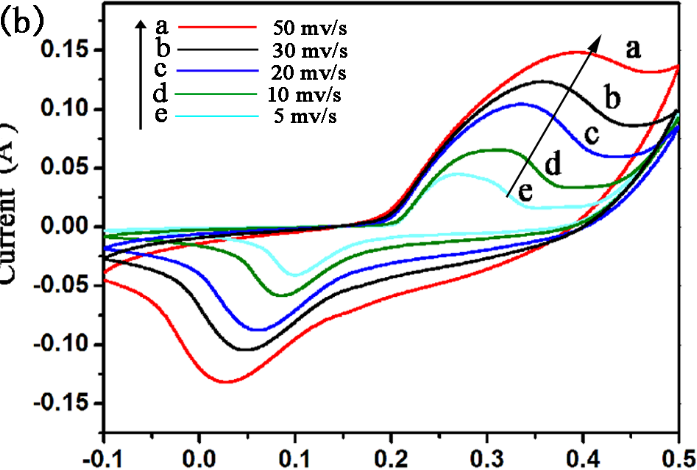 (b)
a 50 mv/s
b 30 mv/s
c 20 mv/s
d 10 mv/s
e 5 mv/s
Current (A)
0.15
0.10
0.05
0.00
-0.05
-0.10
-0.15
a
b
c
d
e
-0.1 0.0 0.1 0.2 0.3 0.4 0.5